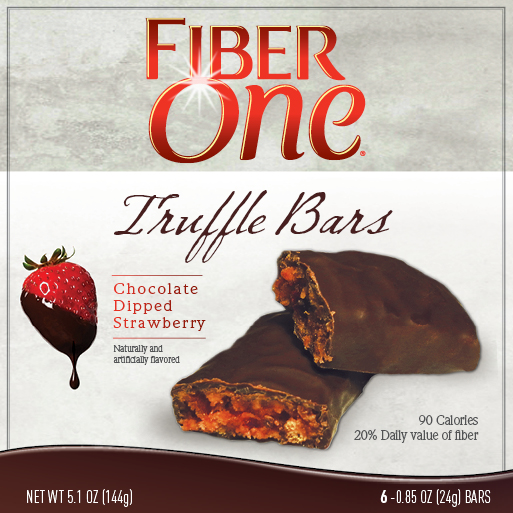 FIBER
One®
Truffle Bars
Chocolate
Dipped
Strawberry
Naturally and
artificially flavored
90 Calories
20% Daily value of fiber
NET WT 5.1 OZ (144g)
6 -0.85 OZ (24g) BARS